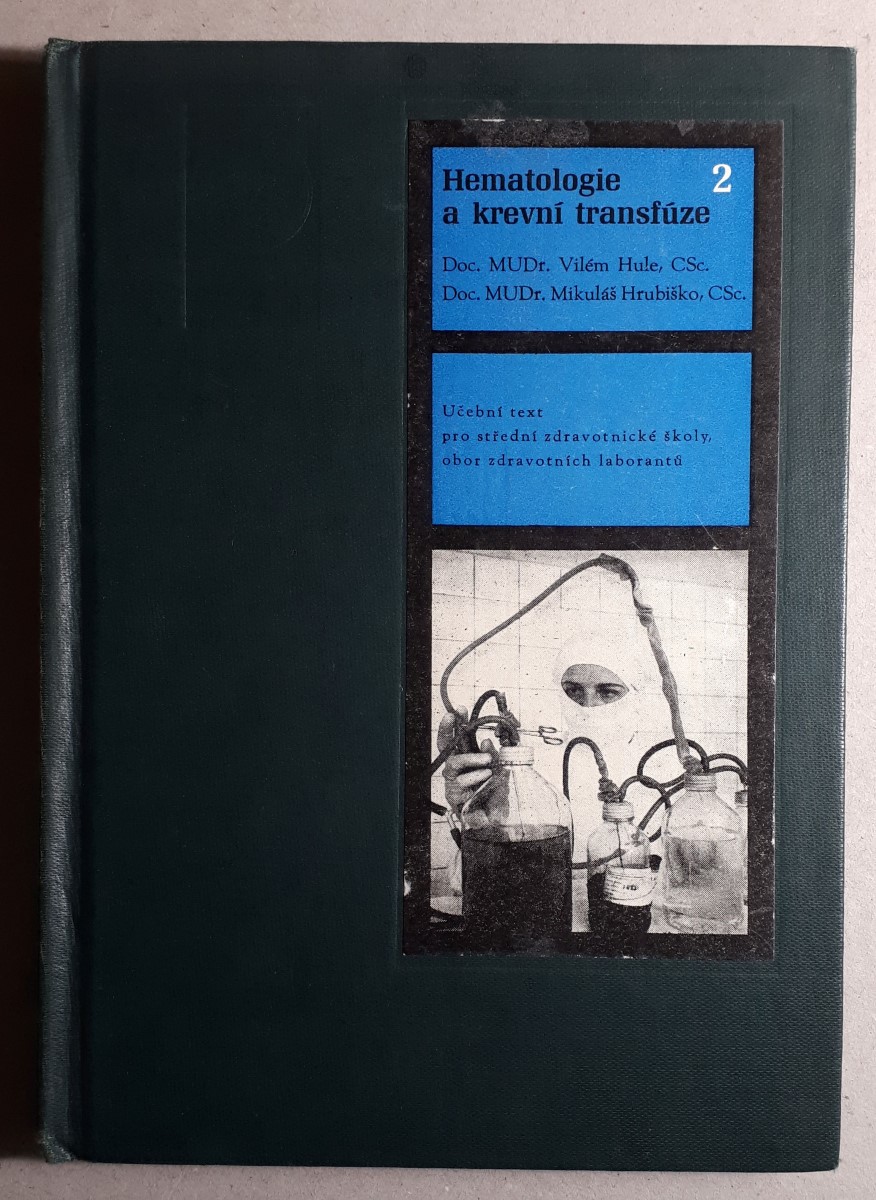 Hematologie 2
a krevní transfúze
Doc. MUDr. Vilém Hule, CSc.
Doc. MUDr. Mikuláš Hrubiško, CSc.
Učební text
pro střední zdravotnické školy,
obor zdravotních laborantů